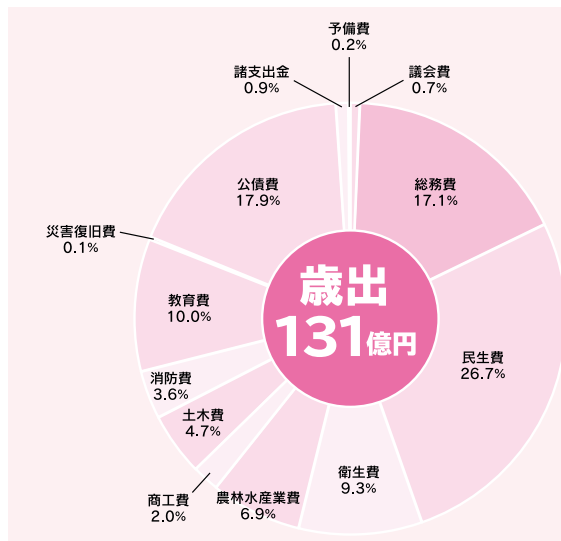 予備費
0.2%
諸支出金
0.9%
議会費
0.7%
公債費
17.9%
総務費
17.1%
災害復旧費
0.1%
歳出
131億円
教育費
10.0%
民生費
26.7%
消防費
3.6%
土木費
4.7%
衛生費
9.3%
商工費
2.0%
農林水産業費
6.9%